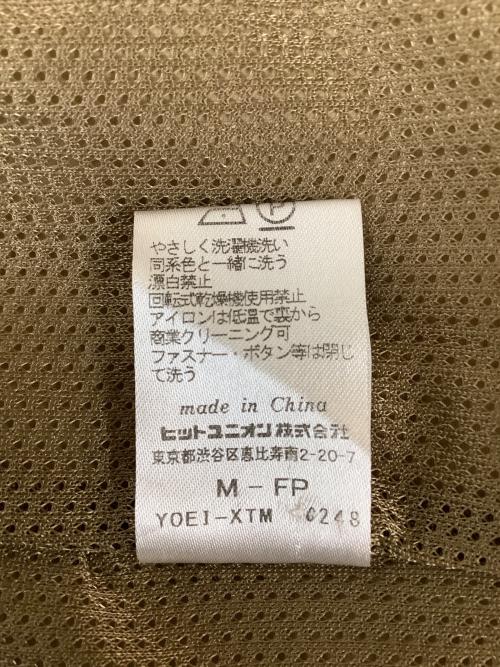 P
やさしく洗濯機洗い
同系色と一緒に洗う
漂白禁止
回転式乾燥機使用禁止
アイロンは低温で裏から
商業クリーニング可
ファスナー・ボタン等は閉じ
て洗う
made in China
ヒットユニオン株式会社
東京都渋谷区恵比寿南2-20-7
M - FP
YOEI-XTM 0248